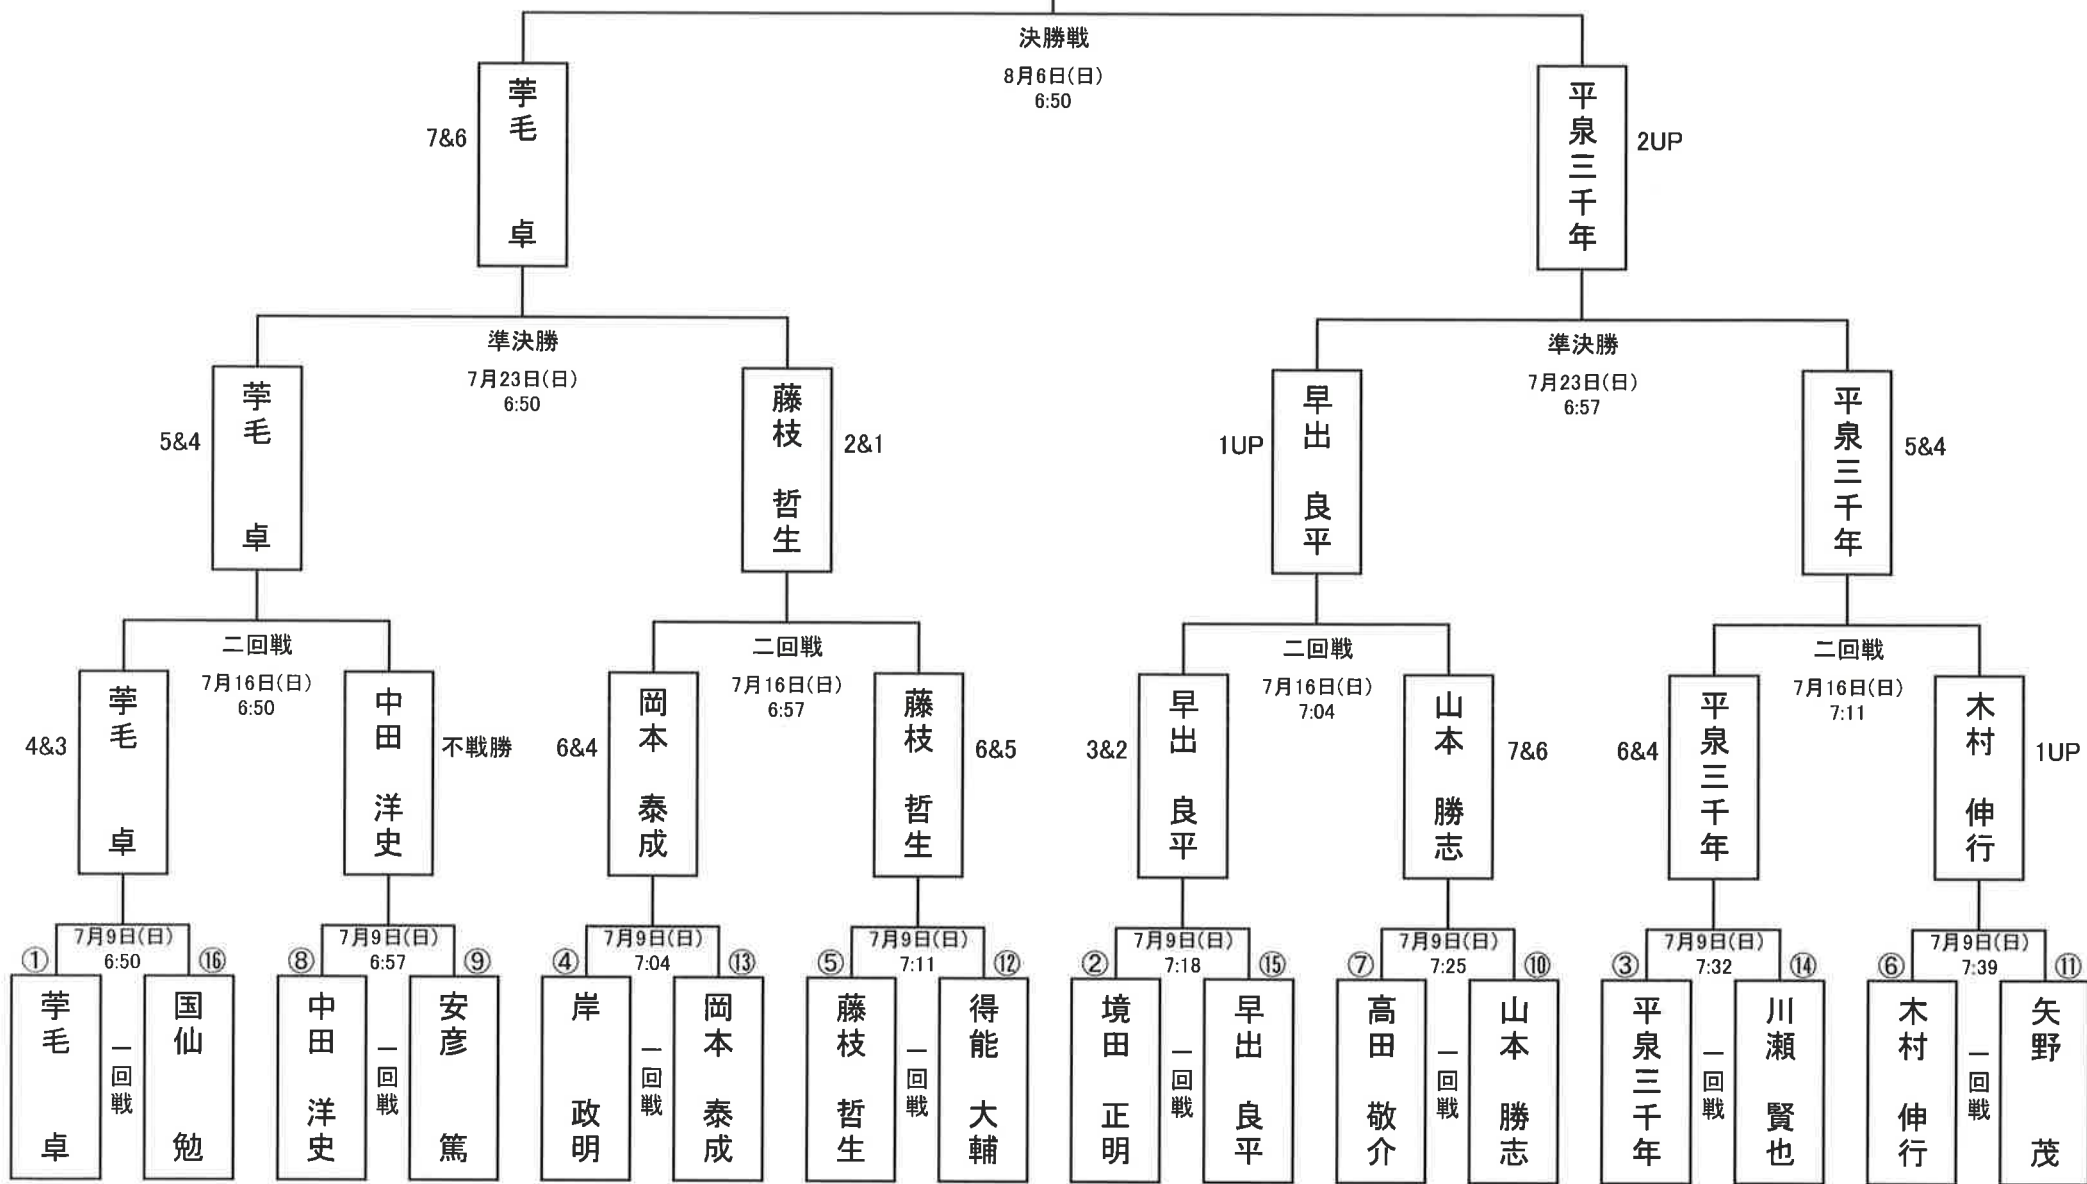 決勝戦
8月6日(日)
6:50
7&6
苧毛 卓
平泉三千年
2UP
準決勝
7月23日(日)
6:50
準決勝
7月23日(日)
6:57
5&4
苧毛 卓
藤枝 哲生
2&1
1UP
早出 良平
平泉三千年
5&4
二回戦
7月16日(日)
6:50
二回戦
7月16日(日)
6:57
二回戦
7月16日(日)
7:04
二回戦
7月16日(日)
7:11
4&3
苧毛 卓
中田 洋史
不戦勝
6&4
岡本 泰成
藤枝 哲生
6&5
3&2
早出 良平
山本 勝志
7&6
6&4
平泉三千年
木村 伸行
1UP
7月9日(日)
6:50
7月9日(日)
6:57
7月9日(日)
7:04
7月9日(日)
7:11
7月9日(日)
7:18
7月9日(日)
7:25
7月9日(日)
7:32
7月9日(日)
7:39
①
苧毛 卓
一回戦
⑯
国仙 勉
⑧
中田 洋史
一回戦
⑨
安彦 篤
④
岸 政明
一回戦
⑬
岡本 泰成
⑤
藤枝 哲生
一回戦
⑫
得能 大輔
②
境田 正明
一回戦
⑮
早出 良平
⑦
高田 敬介
一回戦
⑩
山本 勝志
③
平泉三千年
一回戦
⑭
川瀬 賢也
⑥
木村 伸行
一回戦
⑪
矢野 茂